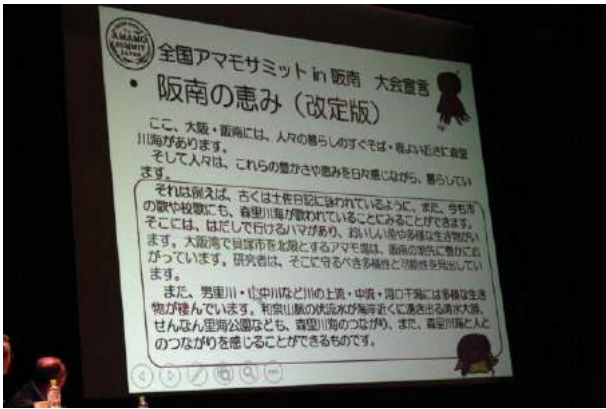 AMAMO
SUMMIT
全国アマモサミット in 阪南 大会宣言
• 阪南の恵み（改定版）
ここ、大阪・阪南には、人々の暮らしのすぐそば・程よい近さに森里
川海があります。
そして人々は、これらの豊かさや恵みを日々感じながら、暮らしてい
ます。
それは例えば、古くは土佐日記に詠われているように、また、今も市
の歌や校歌にも、森里川海が歌われていることにみることができます。
そこには、はだしで行けるハマがあり、おいしい魚や多様な生き物がい
ます。大阪湾で貝塚市を北限とするアマモ場は、阪南の地先に豊かに広
がっています。研究者は、そこに守るべき多様性と可能性を見出してい
ます。
また、男里川・山中川など川の上流・中流・河口干潟には多様な生き
物が棲んでいます。和泉山脈の伏流水が海岸近くに湧き出る清水大師、
せんなん里海公園なども、森里川海のつながり、また、森里川海と人と
のつながりを感じることができるものです。